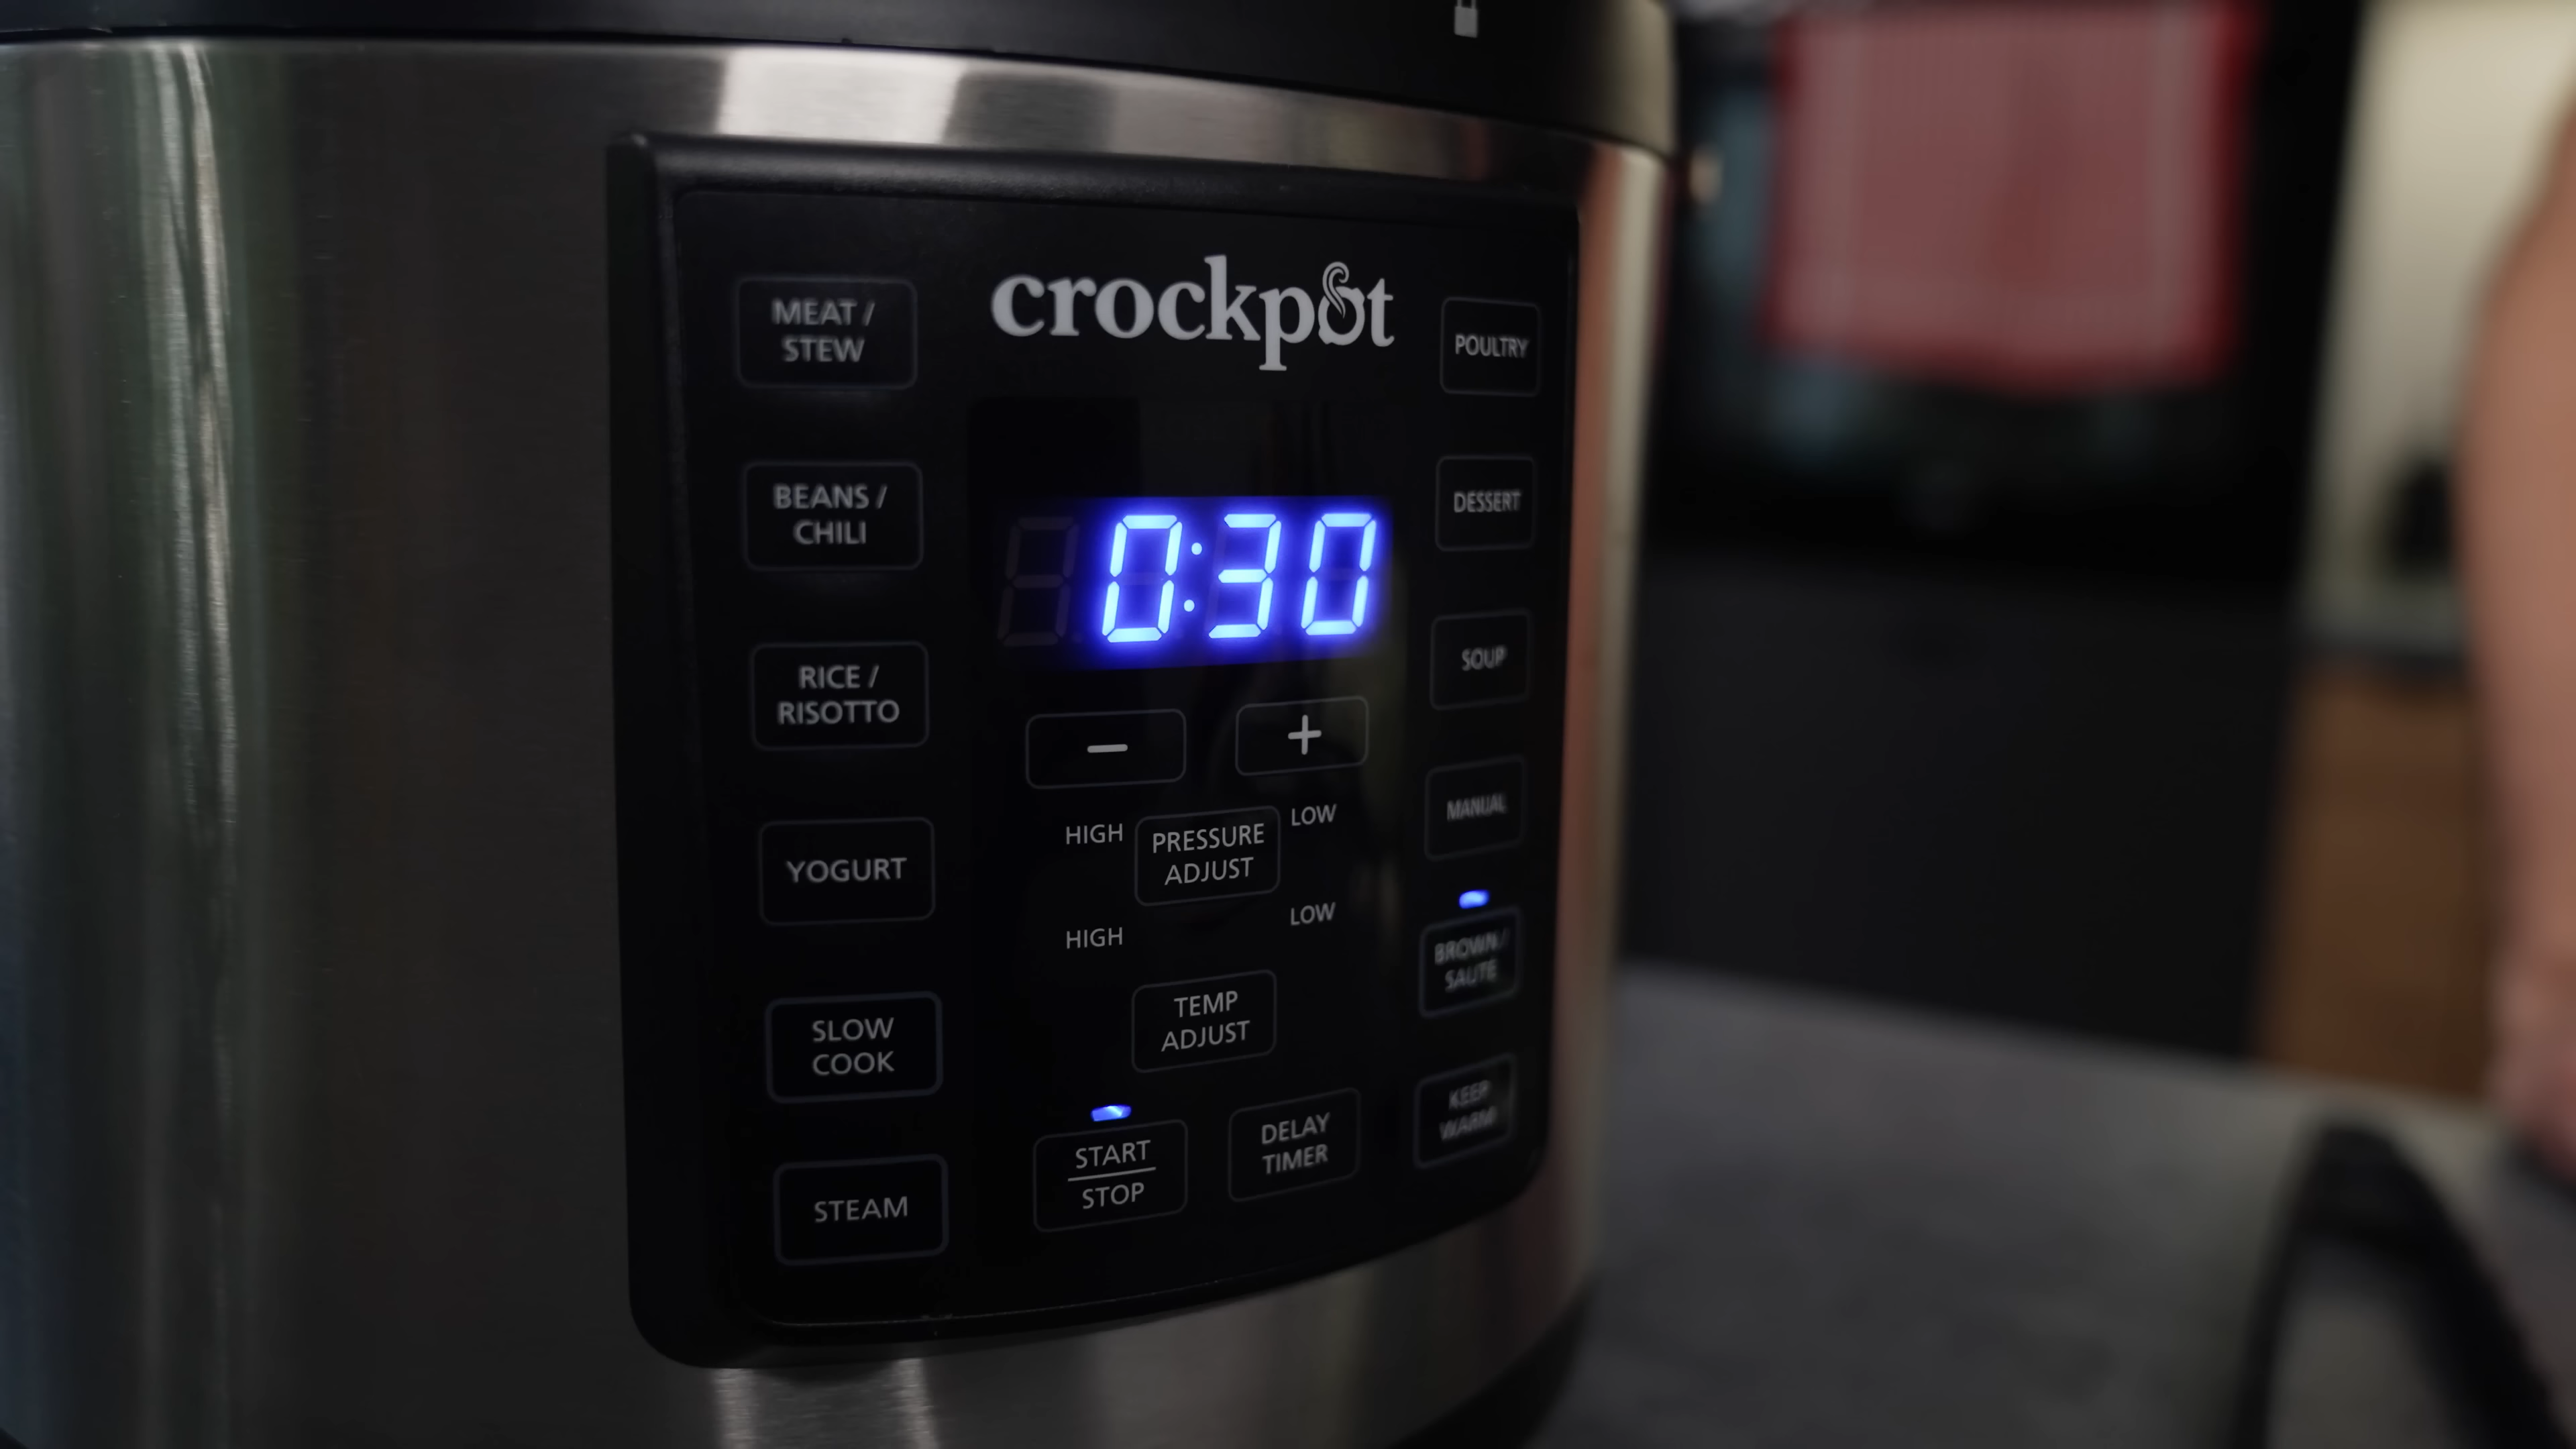 crockpot
MEAT /
STEW
POULTRY
BEANS /
CHILI
DESSERT
0:30
RICE /
RISOTTO
SOUP
− +
HIGH
PRESSURE
ADJUST
LOW
MANUAL
YOGURT
HIGH
LOW
BROWN /
SAUTÉ
TEMP
ADJUST
SLOW
COOK
KEEP
WARM
START
STOP
DELAY
TIMER
STEAM